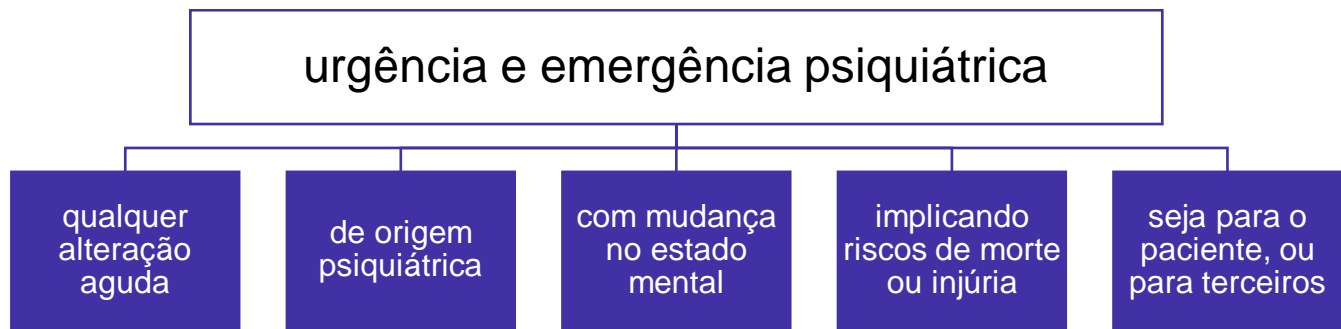 urgência e emergência psiquiátrica
qualquer
alteração
aguda
de origem
psiquiátrica
com mudança
no estado
mental
implicando
riscos de morte
ou injúria
seja para o
paciente, ou
para terceiros